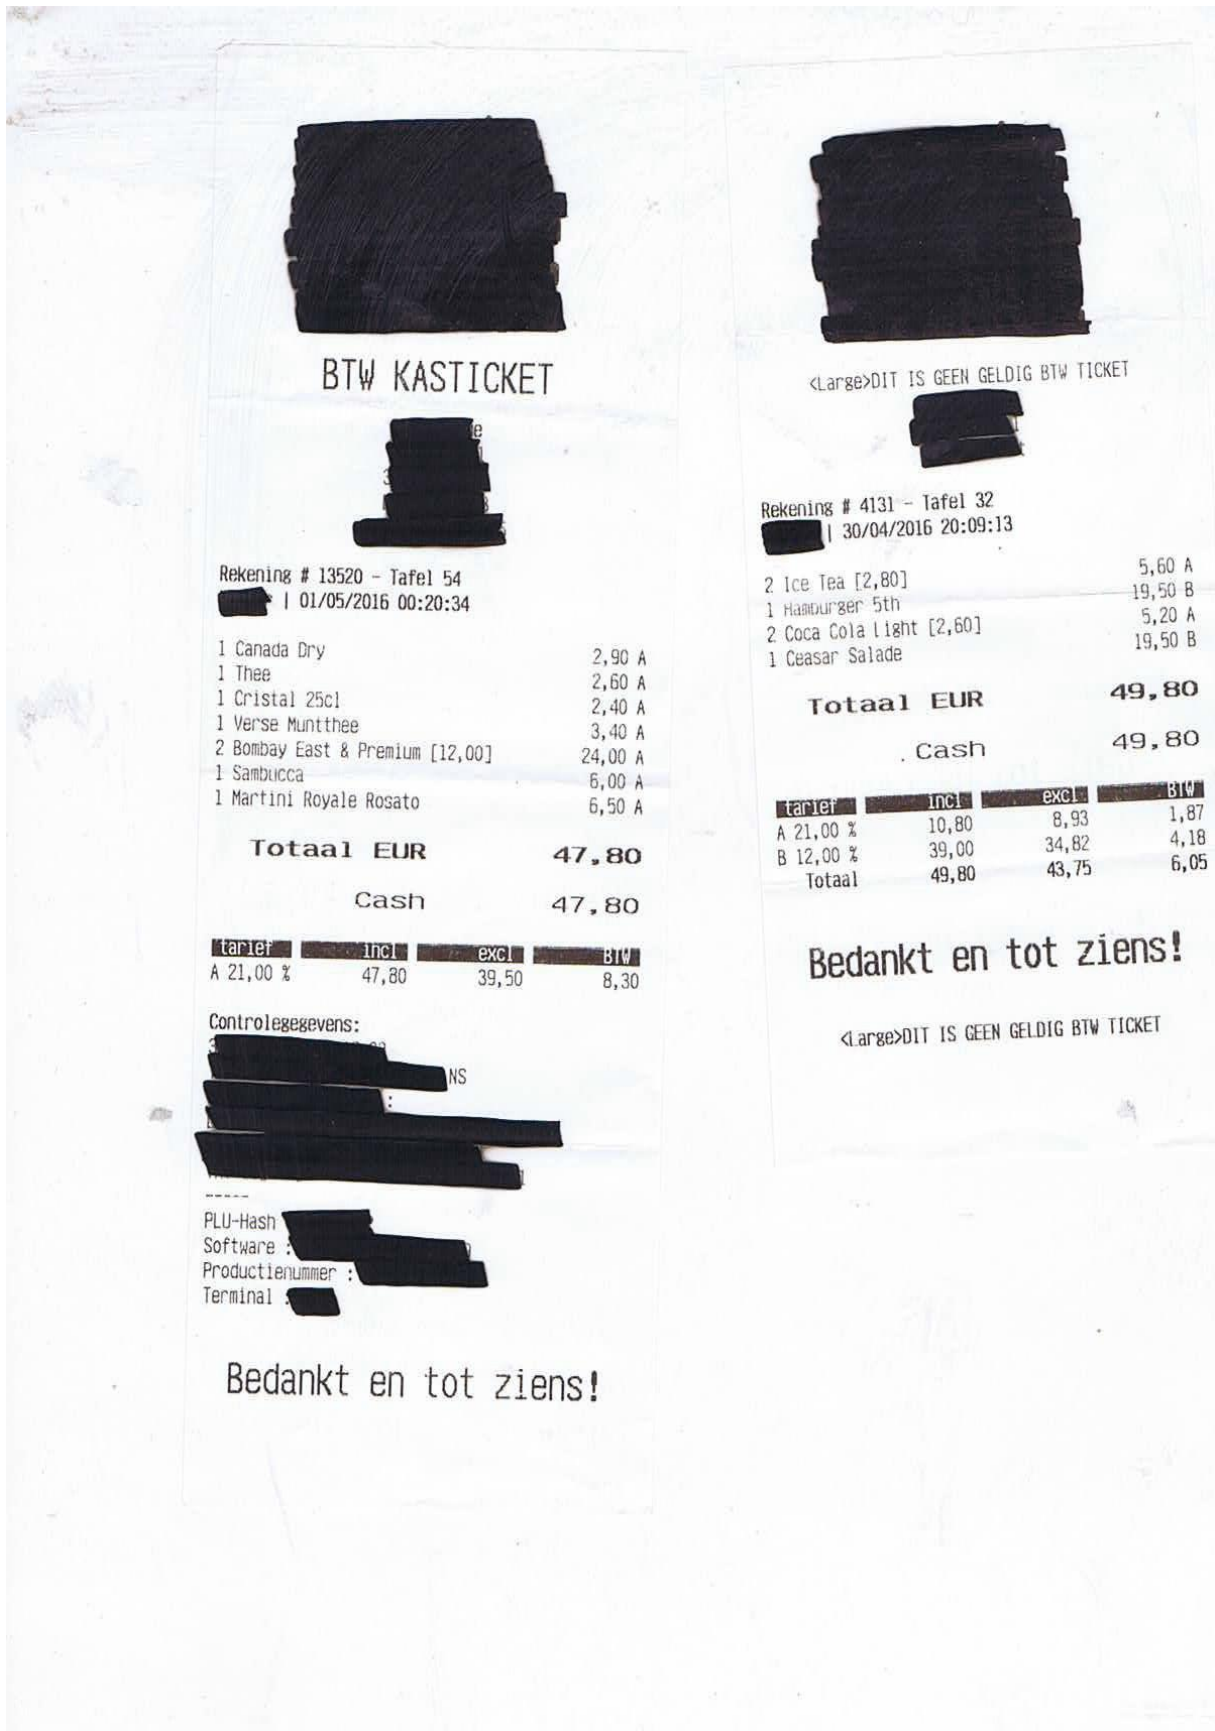 BTW KASTICKET
Rekening # 13520 - Tafel 54
| 01/05/2016 00:20:34
1 Canada Dry 2,90 A
1 Thee 2,60 A
1 Cristal 25cl 2,40 A
1 Verse Muntthee 3,40 A
2 Bombay East & Premium [12,00] 24,00 A
1 Sambucca 6,00 A
1 Martini Royale Rosato 6,50 A
Totaal EUR 47,80
Cash 47,80
tarief incl excl BTW
A 21,00 % 47,80 39,50 8,30
Controlegegevens:
NS
:
-----
PLU-Hash
Software :
Productienummer :
Terminal :
Bedankt en tot ziens!
<Large>DIT IS GEEN GELDIG BTW TICKET
Rekening # 4131 - Tafel 32
| 30/04/2016 20:09:13
2 Ice Tea [2,80] 5,60 A
1 Hamburger 5th 19,50 B
2 Coca Cola Light [2,60] 5,20 A
1 Ceasar Salade 19,50 B
Totaal EUR 49,80
Cash 49,80
tarief incl excl BTW
A 21,00 % 10,80 8,93 1,87
B 12,00 % 39,00 34,82 4,18
Totaal 49,80 43,75 6,05
Bedankt en tot ziens!
<Large>DIT IS GEEN GELDIG BTW TICKET